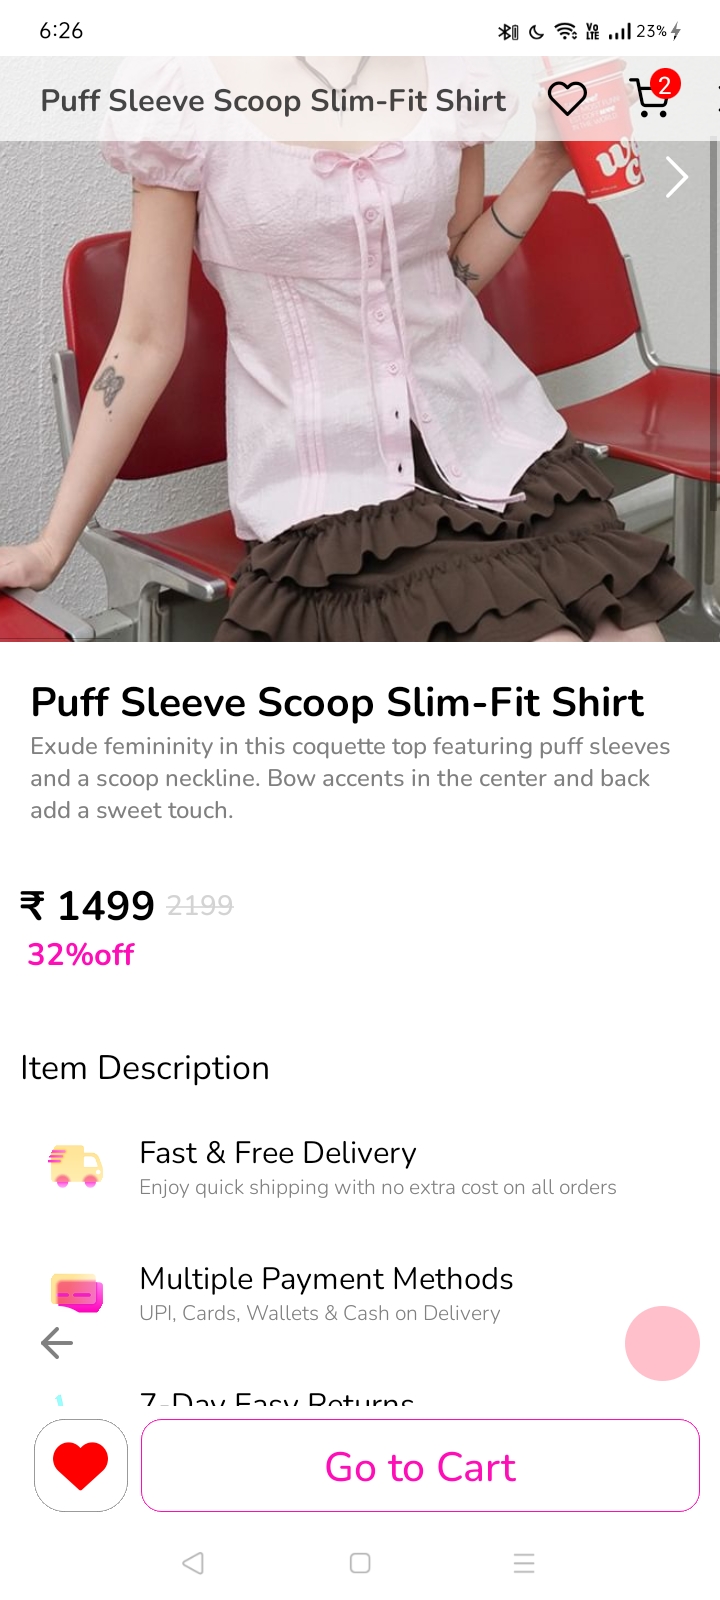 6:26
VO
LTE
23%
Puff Sleeve Scoop Slim-Fit Shirt
2
Puff Sleeve Scoop Slim-Fit Shirt
Exude femininity in this coquette top featuring puff sleeves
and a scoop neckline. Bow accents in the center and back
add a sweet touch.
₹ 1499 2199
32%off
Item Description
Fast & Free Delivery
Enjoy quick shipping with no extra cost on all orders
Multiple Payment Methods
UPI, Cards, Wallets & Cash on Delivery
7-Day Easy Returns
Go to Cart